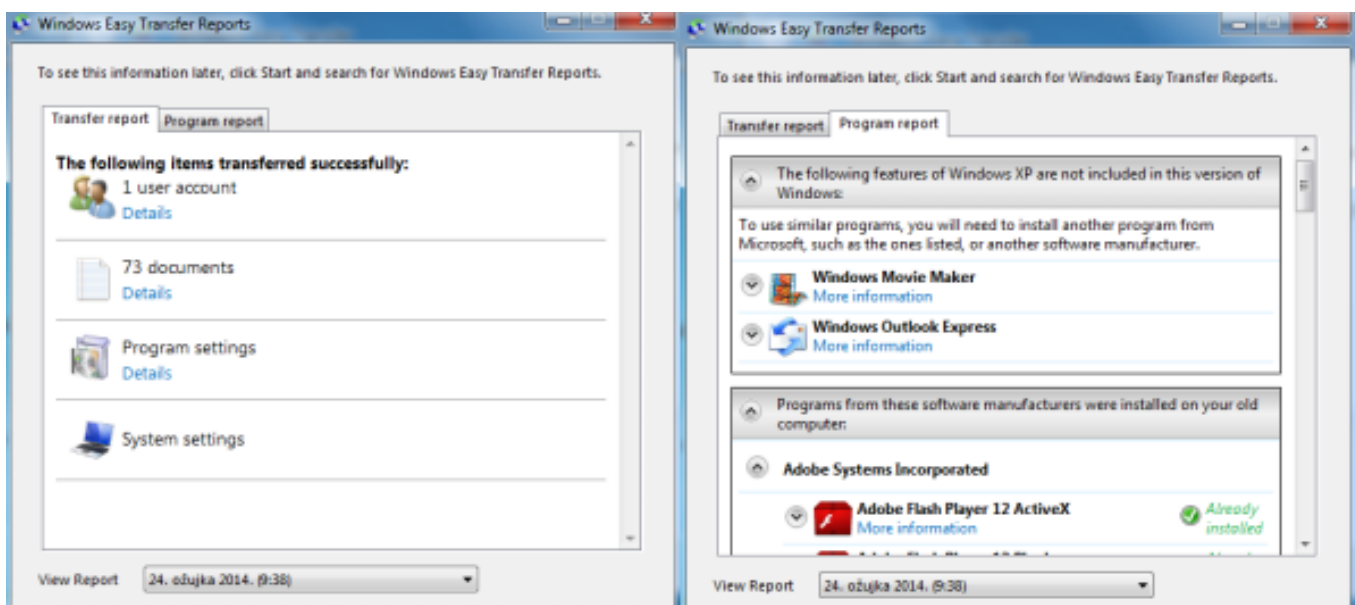 Windows Easy Transfer Reports
To see this information later, click Start and search for Windows Easy Transfer Reports.
Transfer report Program report
The following items transferred successfully:
1 user account
Details
73 documents
Details
Program settings
Details
System settings
View Report 24. ožujka 2014. (9:38)
Windows Easy Transfer Reports
To see this information later, click Start and search for Windows Easy Transfer Reports.
Transfer report Program report
The following features of Windows XP are not included in this version of
Windows:
To use similar programs, you will need to install another program from
Microsoft, such as the ones listed, or another software manufacturer.
Windows Movie Maker
More information
Windows Outlook Express
More information
Programs from these software manufacturers were installed on your old
computer:
Adobe Systems Incorporated
Adobe Flash Player 12 ActiveX
More information
Already
installed
View Report 24. ožujka 2014. (9:38)